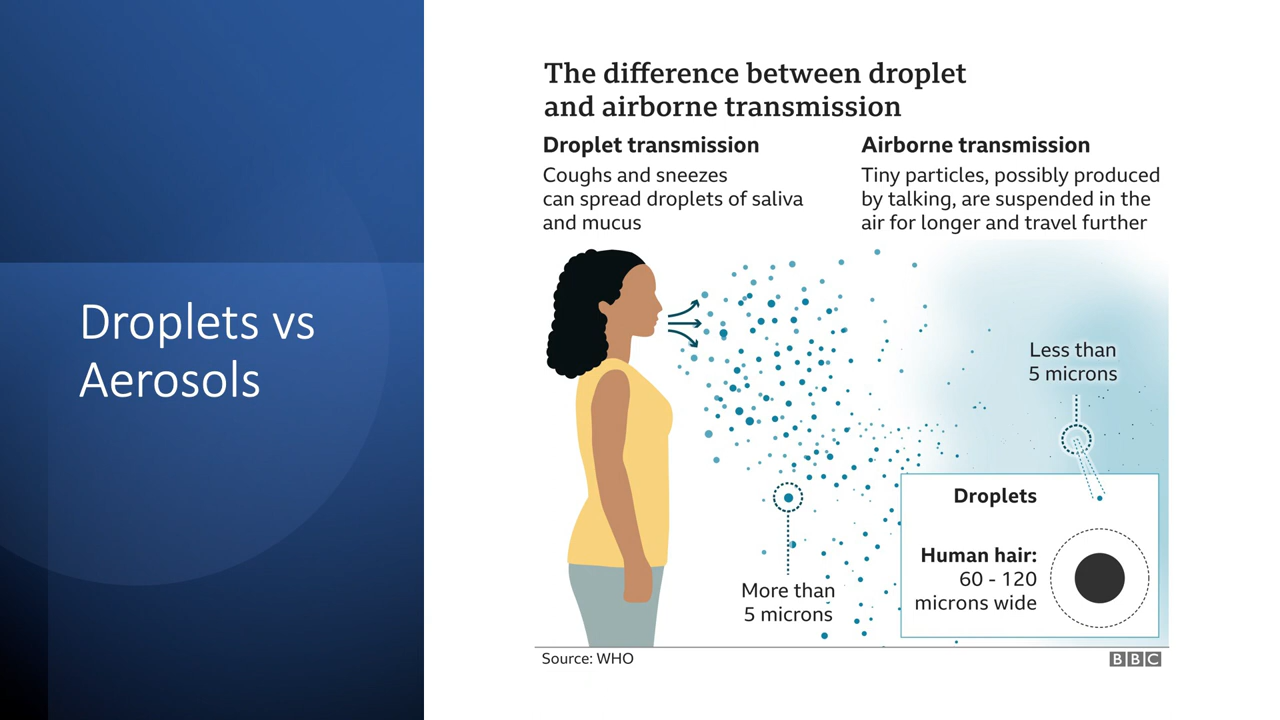 Droplets vs
Aerosols
The difference between droplet
and airborne transmission
Droplet transmission
Coughs and sneezes
can spread droplets of saliva
and mucus
Airborne transmission
Tiny particles, possibly produced
by talking, are suspended in the
air for longer and travel further
Less than
5 microns
More than
5 microns
Droplets
Human hair:
60 - 120
microns wide
Source: WHO
BBC